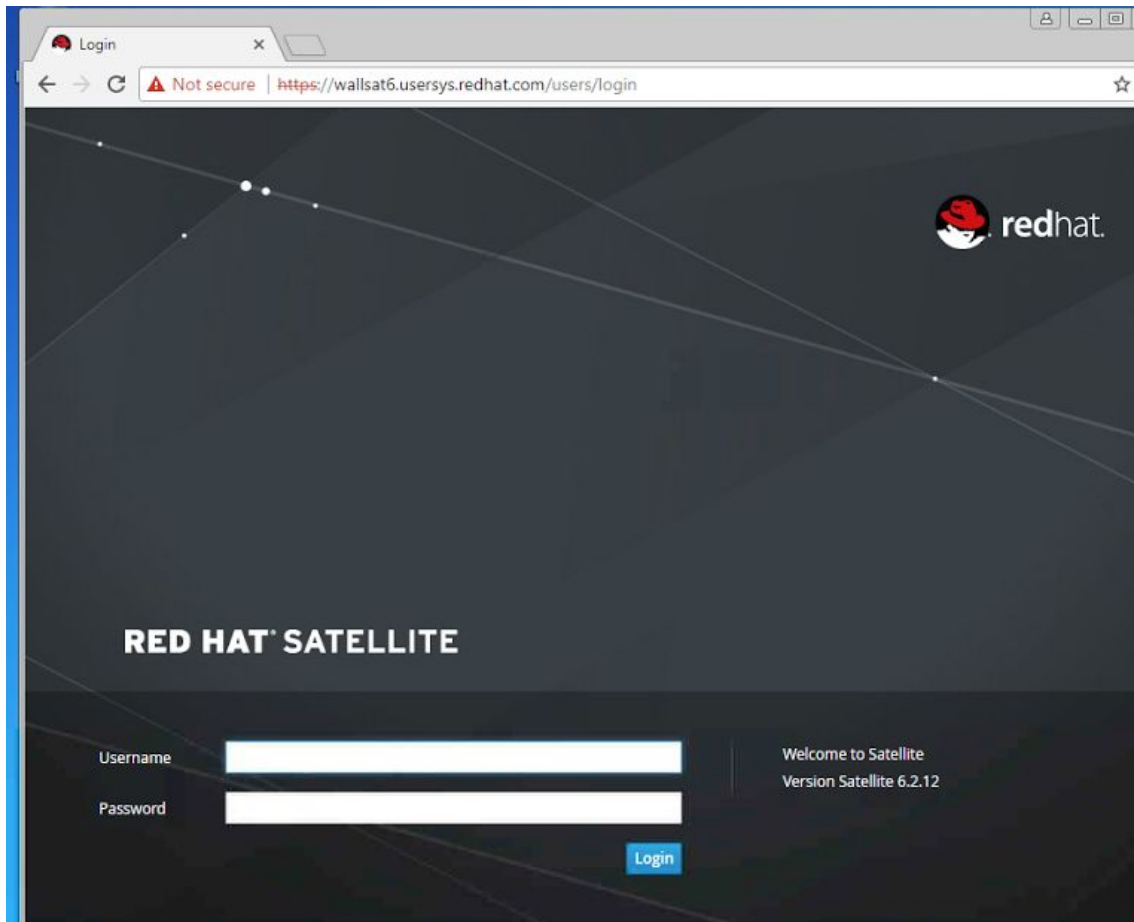 Login
Not secure | https://wallsat6.usersys.redhat.com/users/login
redhat.
RED HAT® SATELLITE
Username
Welcome to Satellite
Version Satellite 6.2.12
Password
Login